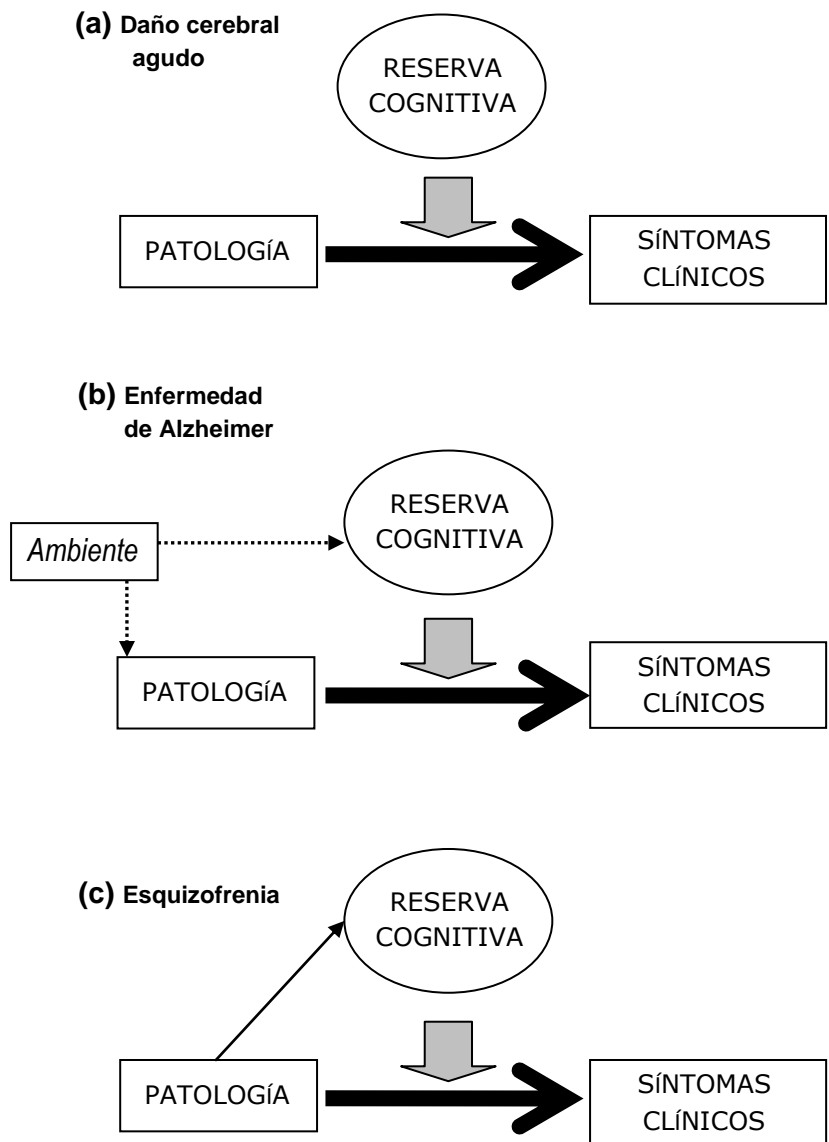 (a) Daño cerebral
agudo
RESERVA
COGNITIVA
PATOLOGíA
SíNTOMAS
CLíNICOS
(b) Enfermedad
de Alzheimer
RESERVA
COGNITIVA
Ambiente
PATOLOGíA
SíNTOMAS
CLíNICOS
(c) Esquizofrenia
RESERVA
COGNITIVA
PATOLOGíA
SíNTOMAS
CLíNICOS